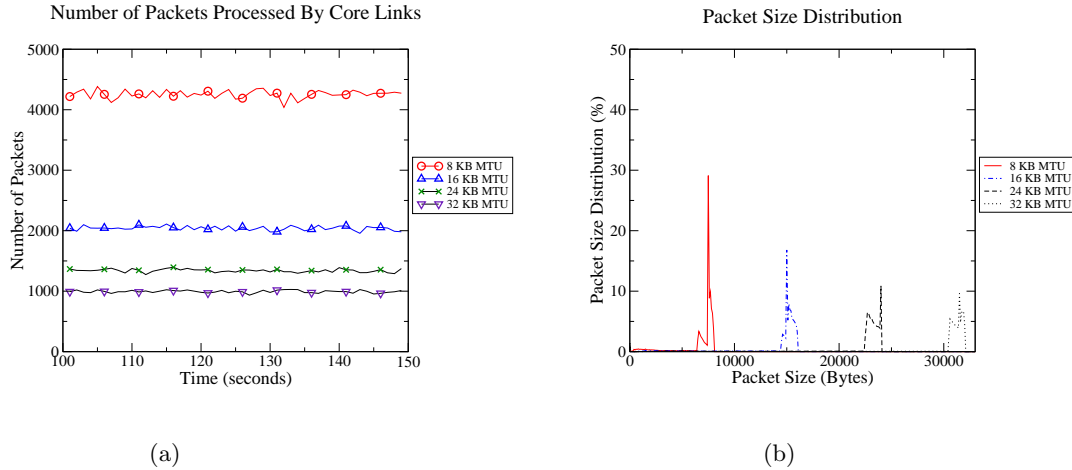 Number of Packets Processed By Core Links
5000
4000
3000
2000
1000
0
Number of Packets
100
110
120
130
140
150
Time (seconds)
8 KB MTU
16 KB MTU
24 KB MTU
32 KB MTU
(a)
Packet Size Distribution
50
40
30
20
10
0
Packet Size Distribution (%)
0
10000
20000
30000
Packet Size (Bytes)
8 KB MTU
16 KB MTU
24 KB MTU
32 KB MTU
(b)